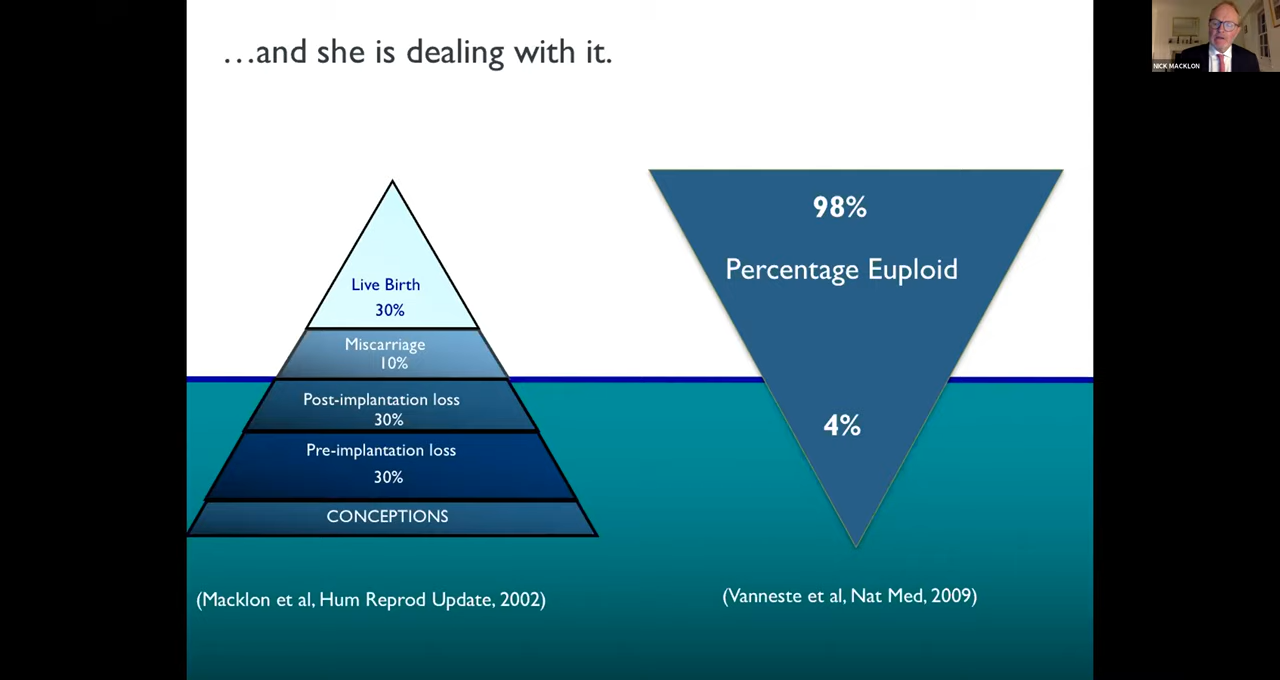 …and she is dealing with it.
NICK MACKLON
Live Birth
30%
Miscarriage
10%
Post-implantation loss
30%
Pre-implantation loss
30%
CONCEPTIONS
(Macklon et al, Hum Reprod Update, 2002)
98%
Percentage Euploid
4%
(Vanneste et al, Nat Med, 2009)